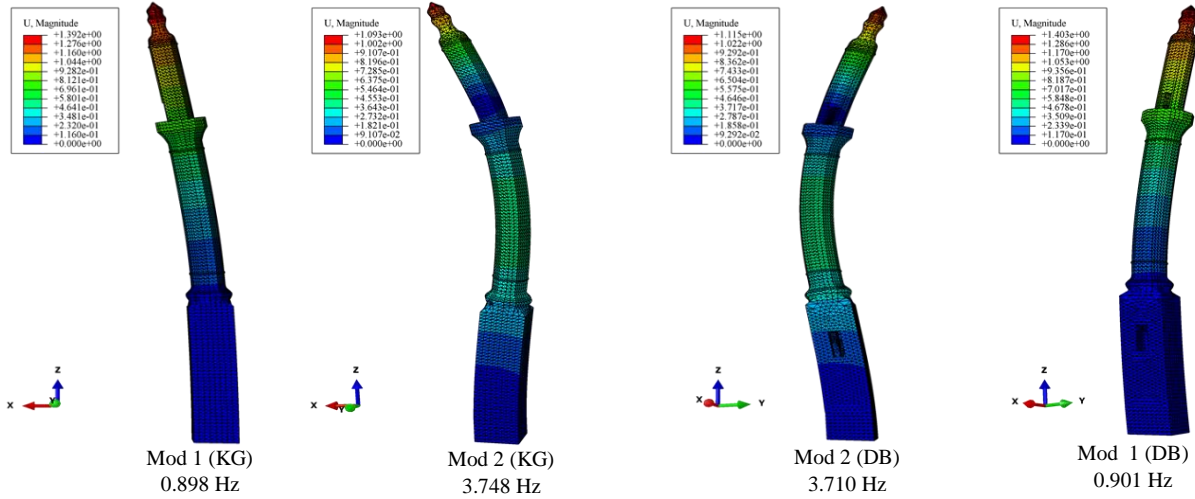 U, Magnitude
+1.392e+00
+1.276e+00
+1.160e+00
+1.044e+00
+9.282e-01
+8.121e-01
+6.961e-01
+5.801e-01
+4.641e-01
+3.481e-01
+2.320e-01
+1.160e-01
+0.000e+00
Z
X
Y
Mod 1 (KG)
0.898 Hz
U, Magnitude
+1.093e+00
+1.002e+00
+9.107e-01
+8.196e-01
+7.285e-01
+6.375e-01
+5.464e-01
+4.553e-01
+3.643e-01
+2.732e-01
+1.821e-01
+9.107e-02
+0.000e+00
Z
X
Y
Mod 2 (KG)
3.748 Hz
U, Magnitude
+1.115e+00
+1.022e+00
+9.292e-01
+8.362e-01
+7.433e-01
+6.504e-01
+5.575e-01
+4.646e-01
+3.717e-01
+2.787e-01
+1.858e-01
+9.292e-02
+0.000e+00
Z
X
Y
Mod 2 (DB)
3.710 Hz
U, Magnitude
+1.403e+00
+1.286e+00
+1.170e+00
+1.053e+00
+9.356e-01
+8.187e-01
+7.017e-01
+5.848e-01
+4.678e-01
+3.509e-01
+2.339e-01
+1.170e-01
+0.000e+00
Z
X
Y
Mod 1 (DB)
0.901 Hz